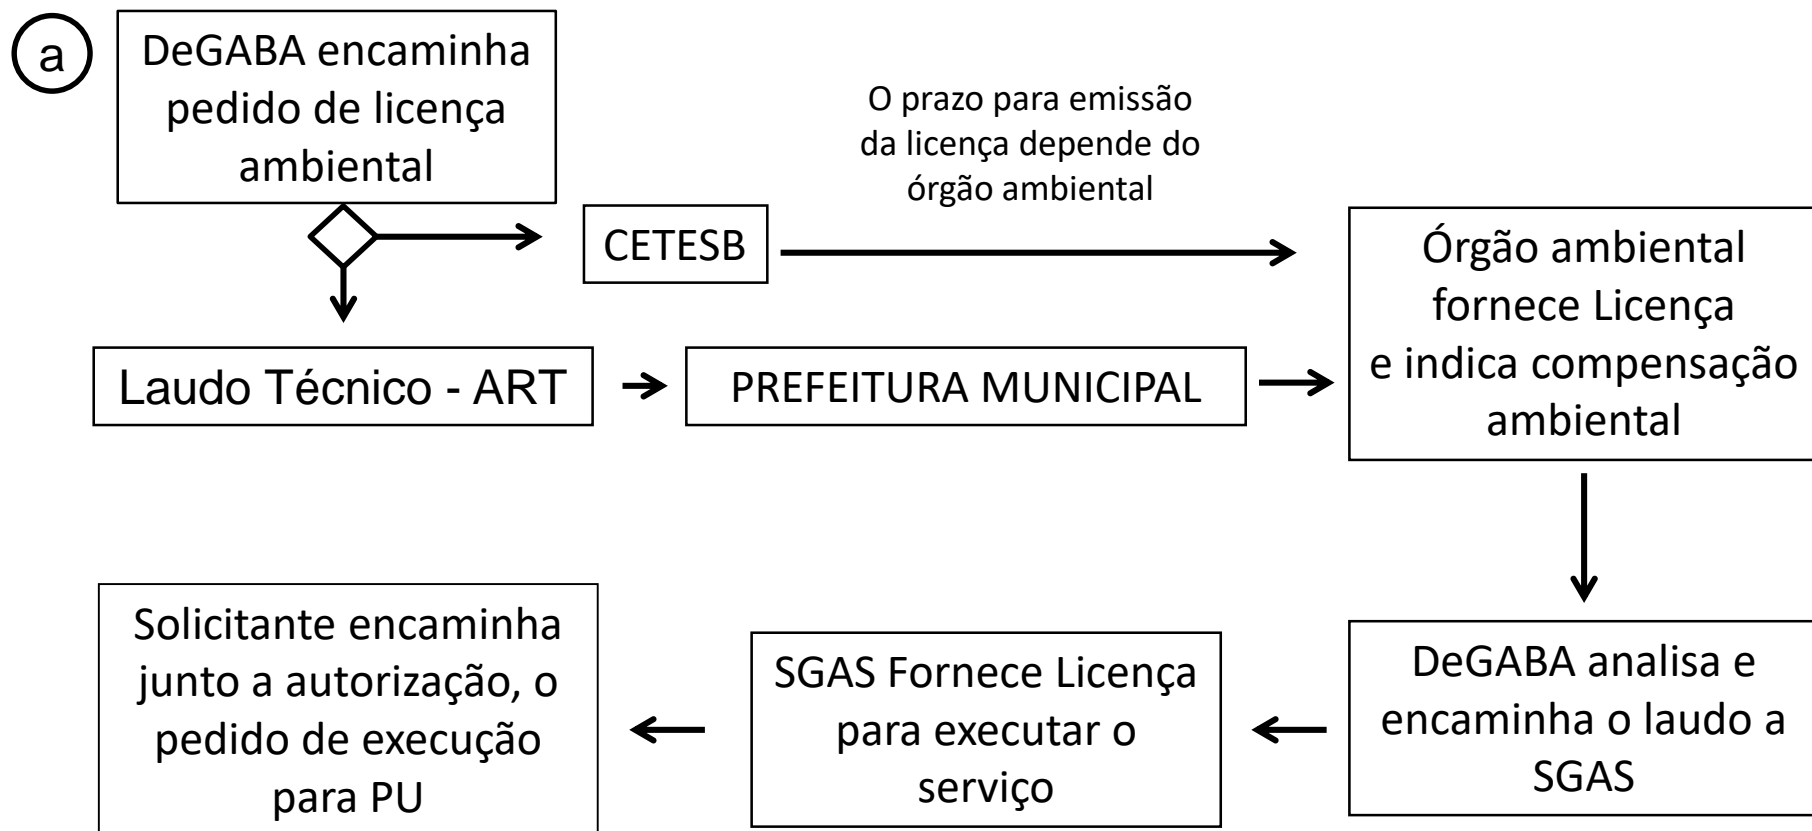 a
DeGABA encaminha
pedido de licença
ambiental
O prazo para emissão
da licença depende do
órgão ambiental
CETESB
Órgão ambiental
fornece Licença
e indica compensação
ambiental
Laudo Técnico - ART
PREFEITURA MUNICIPAL
Solicitante encaminha
junto a autorização, o
pedido de execução
para PU
SGAS Fornece Licença
para executar o
serviço
DeGABA analisa e
encaminha o laudo a
SGAS